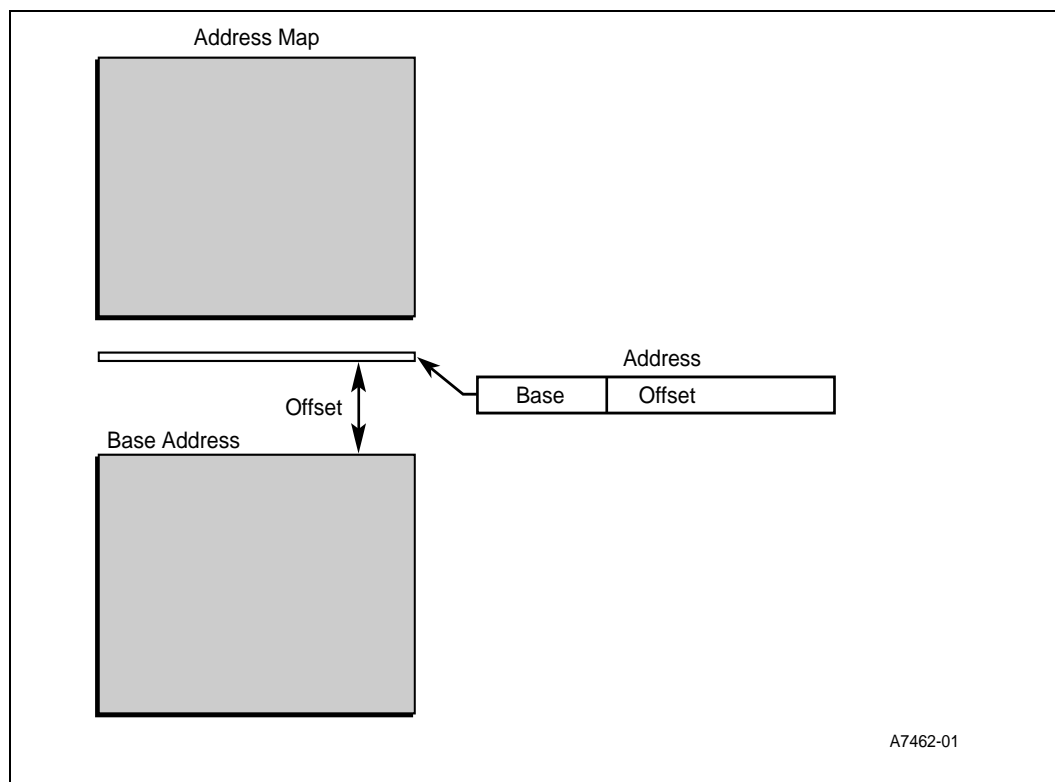 Address Map
Address
Base Offset
Offset
Base Address
A7462-01